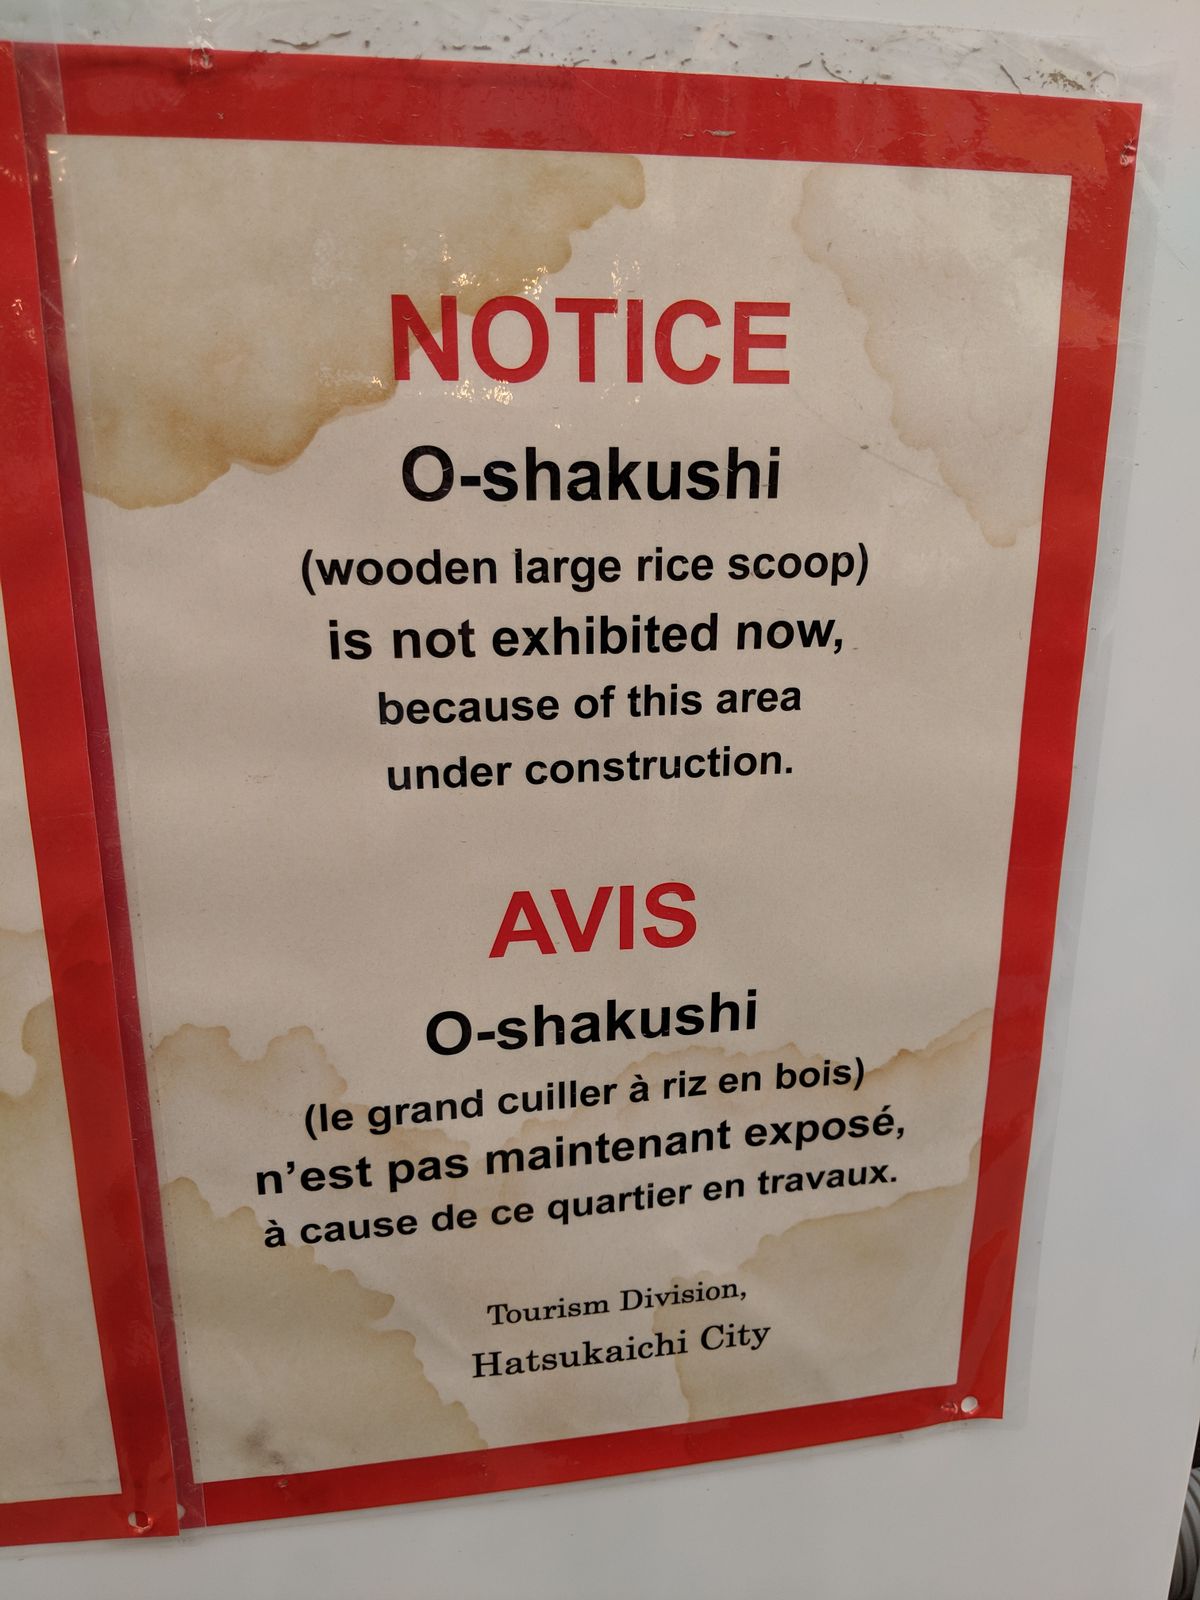 NOTICE
O-shakushi
(wooden large rice scoop)
is not exhibited now,
because of this area
under construction.
AVIS
O-shakushi
(le grand cuiller à riz en bois)
n’est pas maintenant exposé,
à cause de ce quartier en travaux.
Tourism Division,
Hatsukaichi City